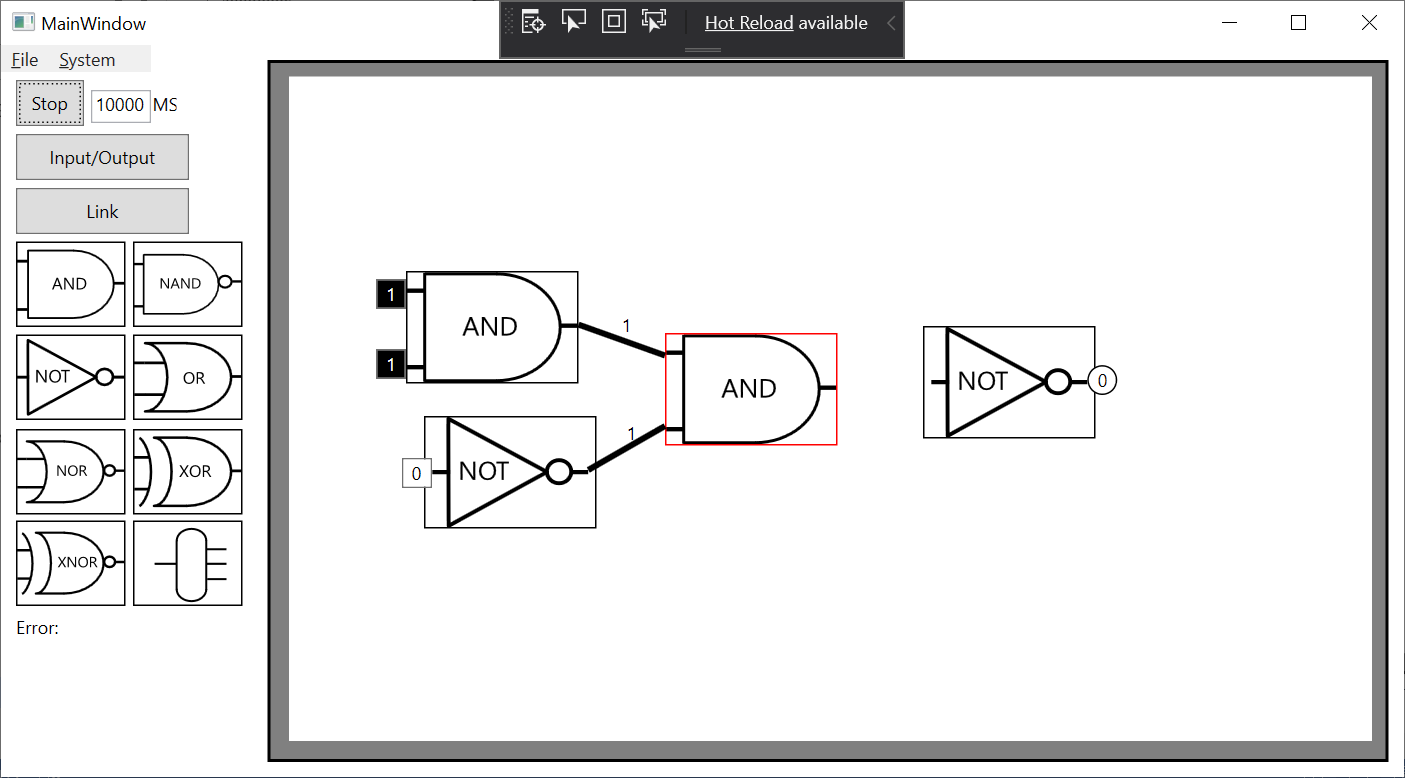 MainWindow
Hot Reload available
File System
Stop 10000 MS
Input/Output
Link
AND NAND
NOT OR
NOR XOR
XNOR
Error:
1 AND 1
1
AND
NOT 0
0 NOT 1